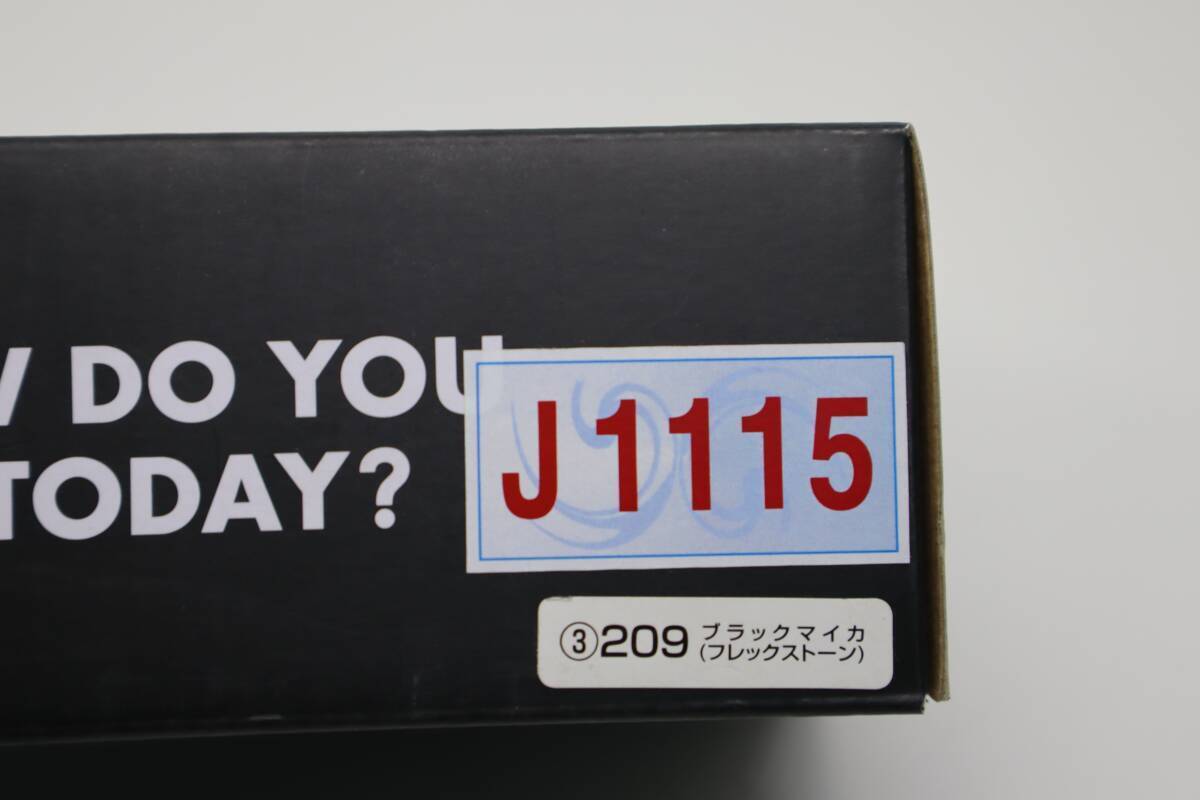 DO YOU
TODAY?
J1115
③209 ブラックマイカ
(フレックストーン)